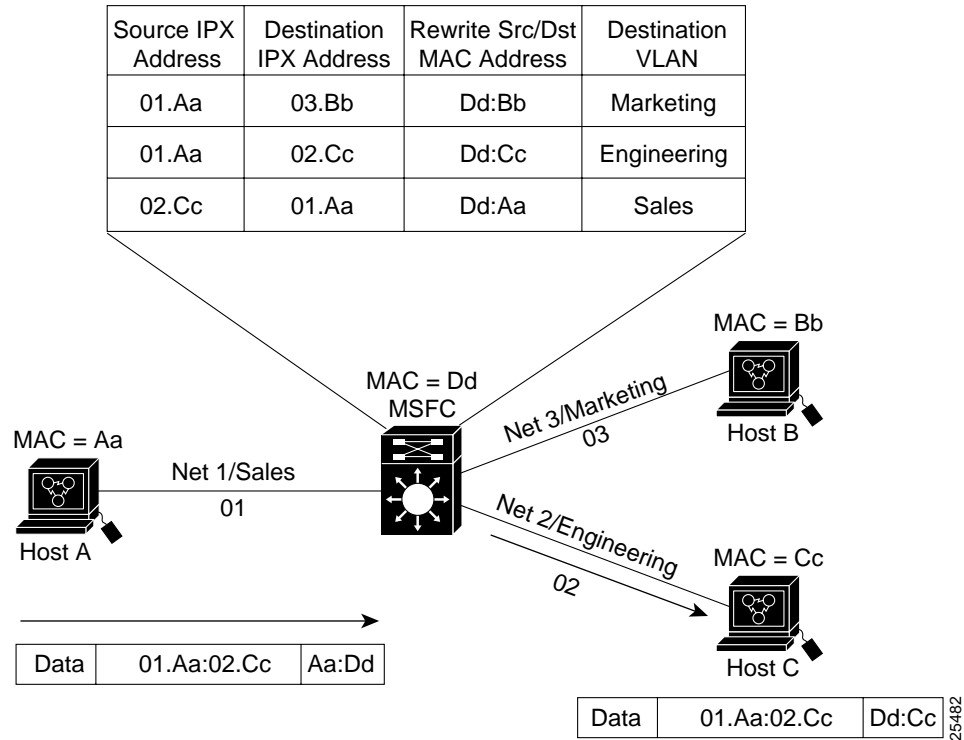 Source IPX Address
Destination IPX Address
Rewrite Src/Dst MAC Address
Destination VLAN
01.Aa 03.Bb Dd:Bb Marketing
01.Aa 02.Cc Dd:Cc Engineering
02.Cc 01.Aa Dd:Aa Sales
MAC = Bb
MAC = Dd
MSFC
Net 3/Marketing
03
Host B
MAC = Aa
Net 1/Sales
01
Host A
Net 2/Engineering
02
MAC = Cc
Host C
Data 01.Aa:02.Cc Aa:Dd
Data 01.Aa:02.Cc Dd:Cc
25482